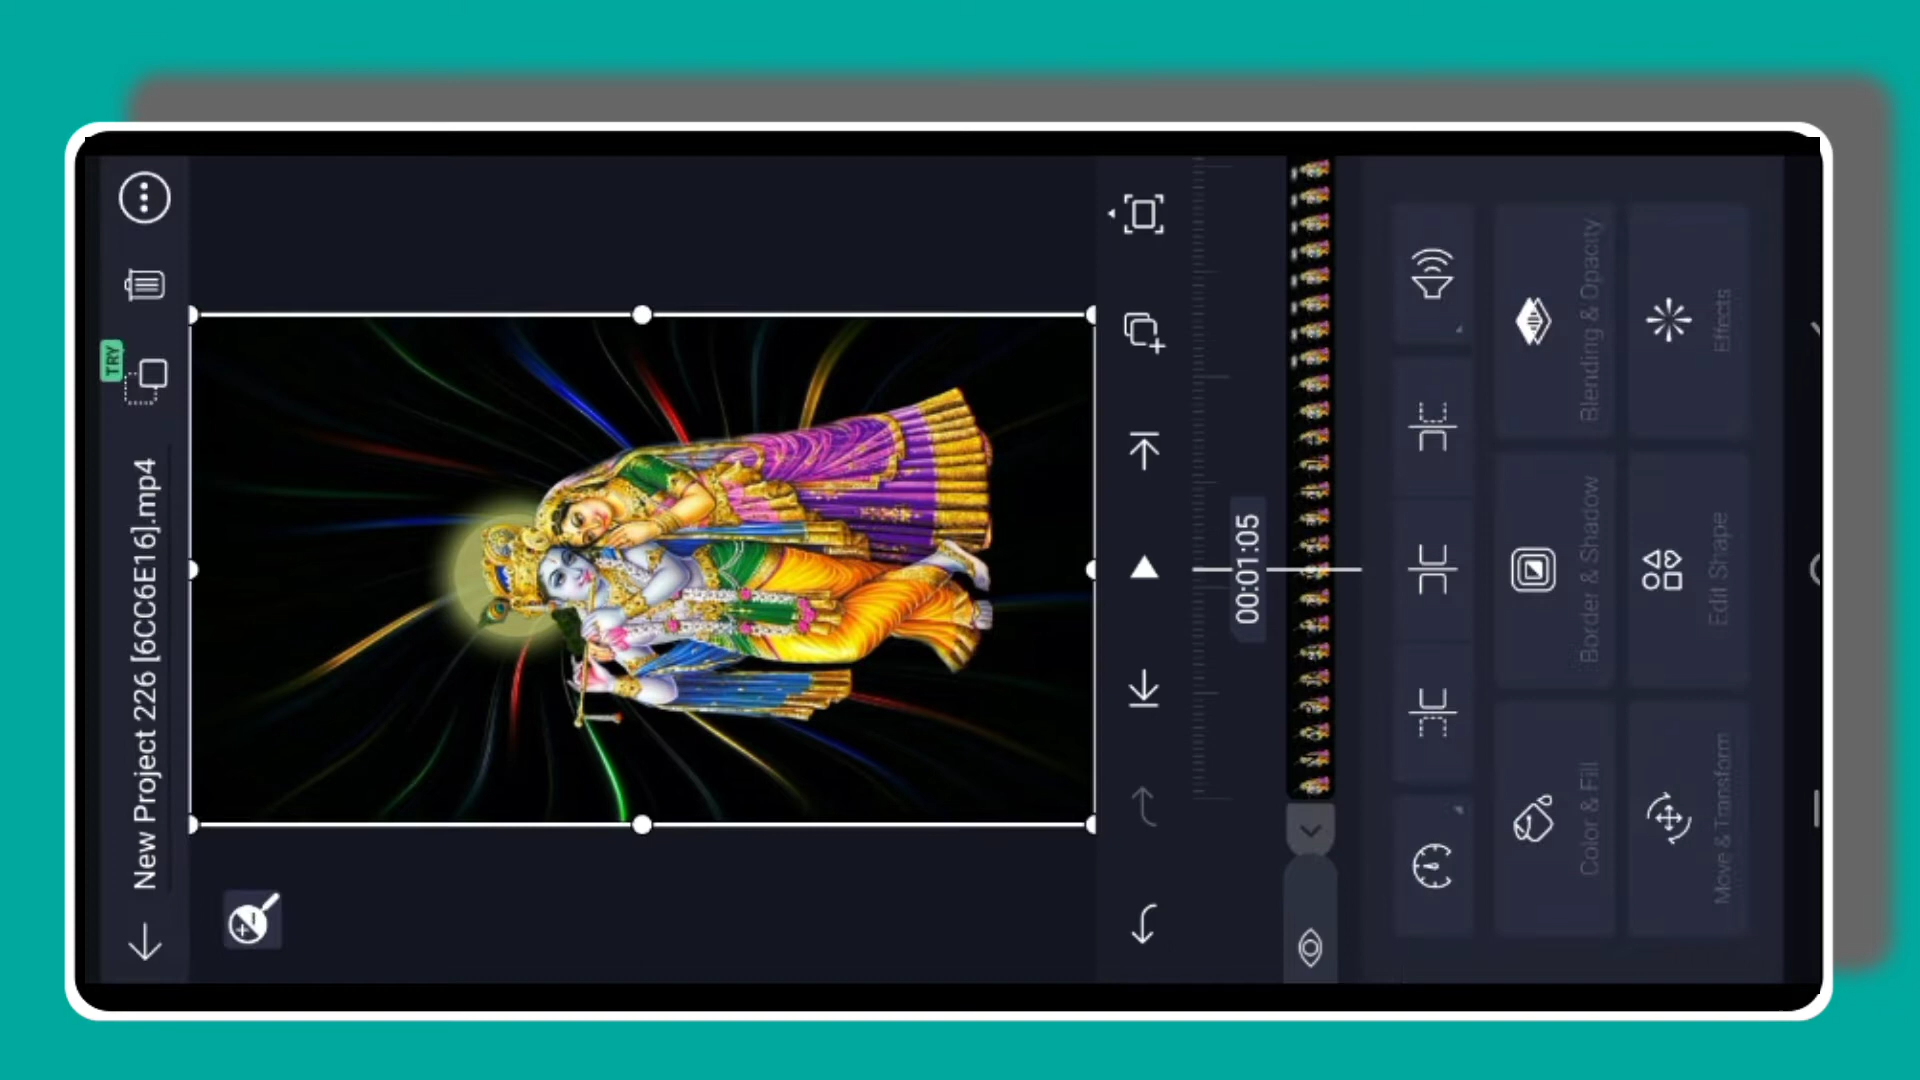 New Project 226 [6CC6E16].mp4
TRY
00:01:05
Color & Fill
Border & Shadow
Blending & Opacity
Move & Transform
Edit Shape
Effects